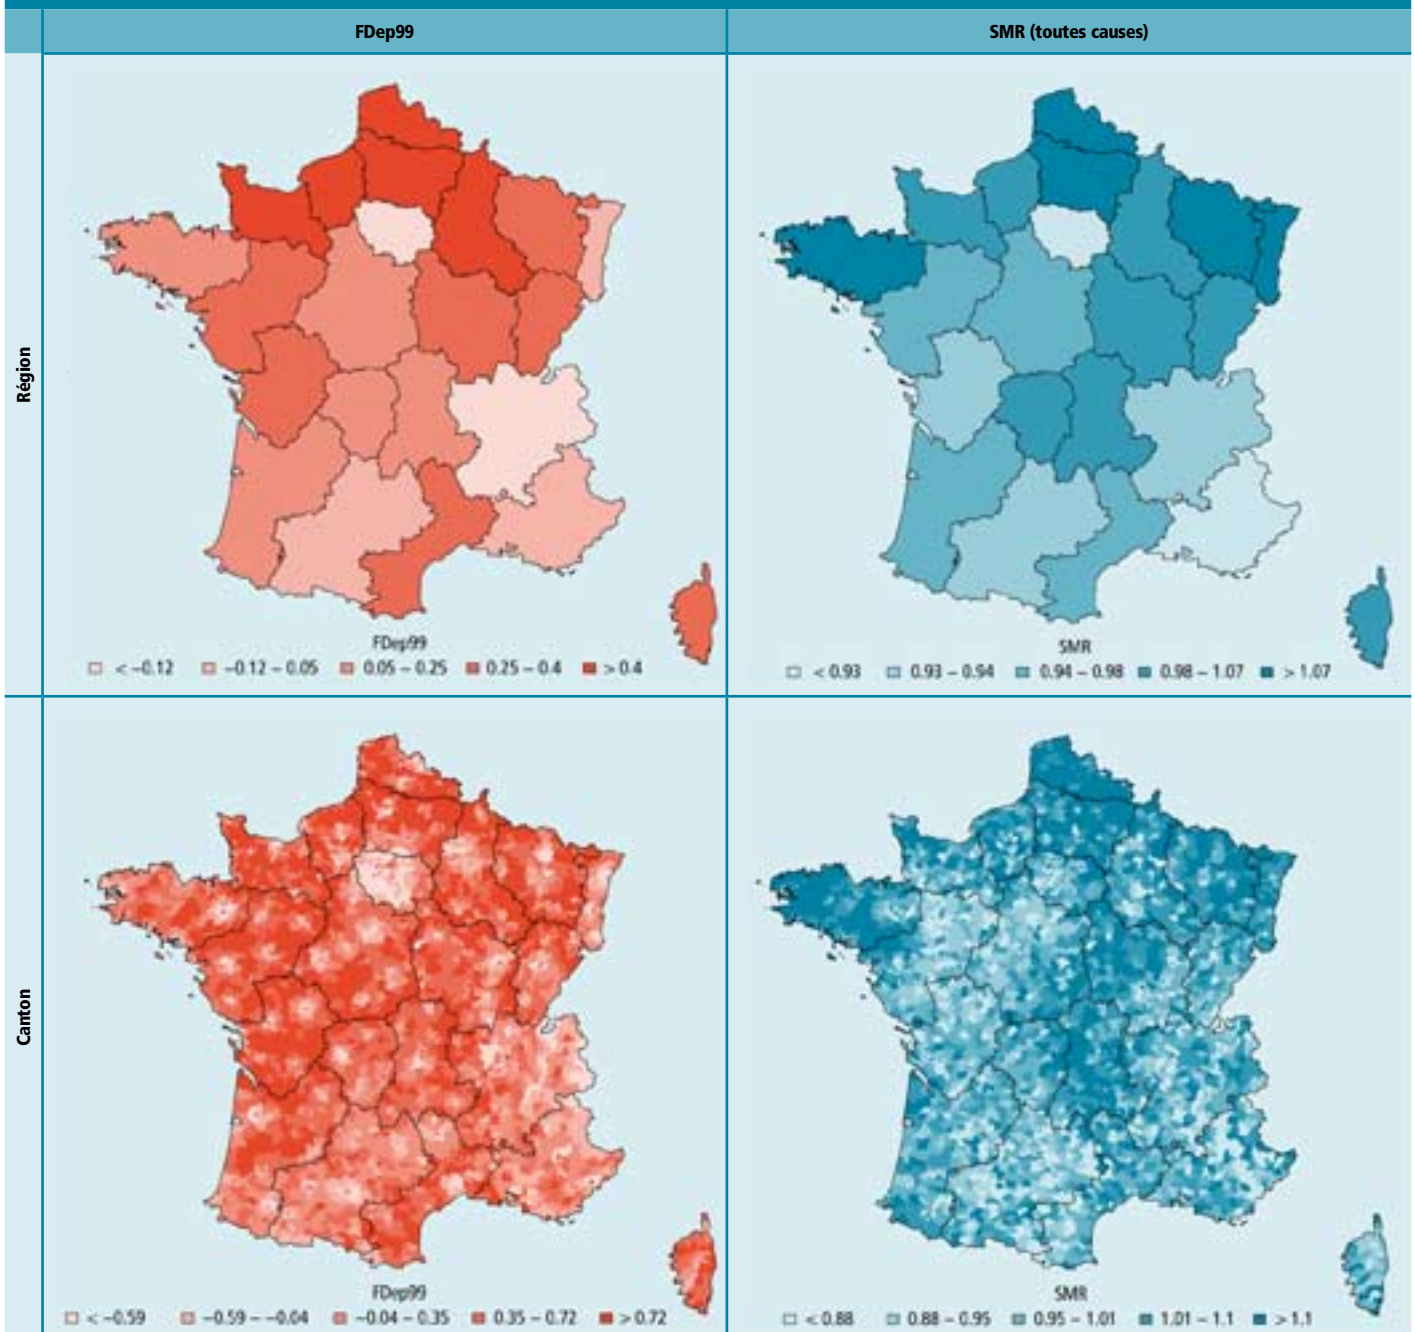 FDep99 SMR (toutes causes)
Région
FDep99
< −0.12 −0.12 – 0.05 0.05 – 0.25 0.25 – 0.4 > 0.4
SMR
< 0.93 0.93 – 0.94 0.94 – 0.98 0.98 – 1.07 > 1.07
Canton
FDep99
< −0.59 −0.59 – −0.04 −0.04 – 0.35 0.35 – 0.72 > 0.72
SMR
< 0.88 0.88 – 0.95 0.95 – 1.01 1.01 – 1.1 > 1.1